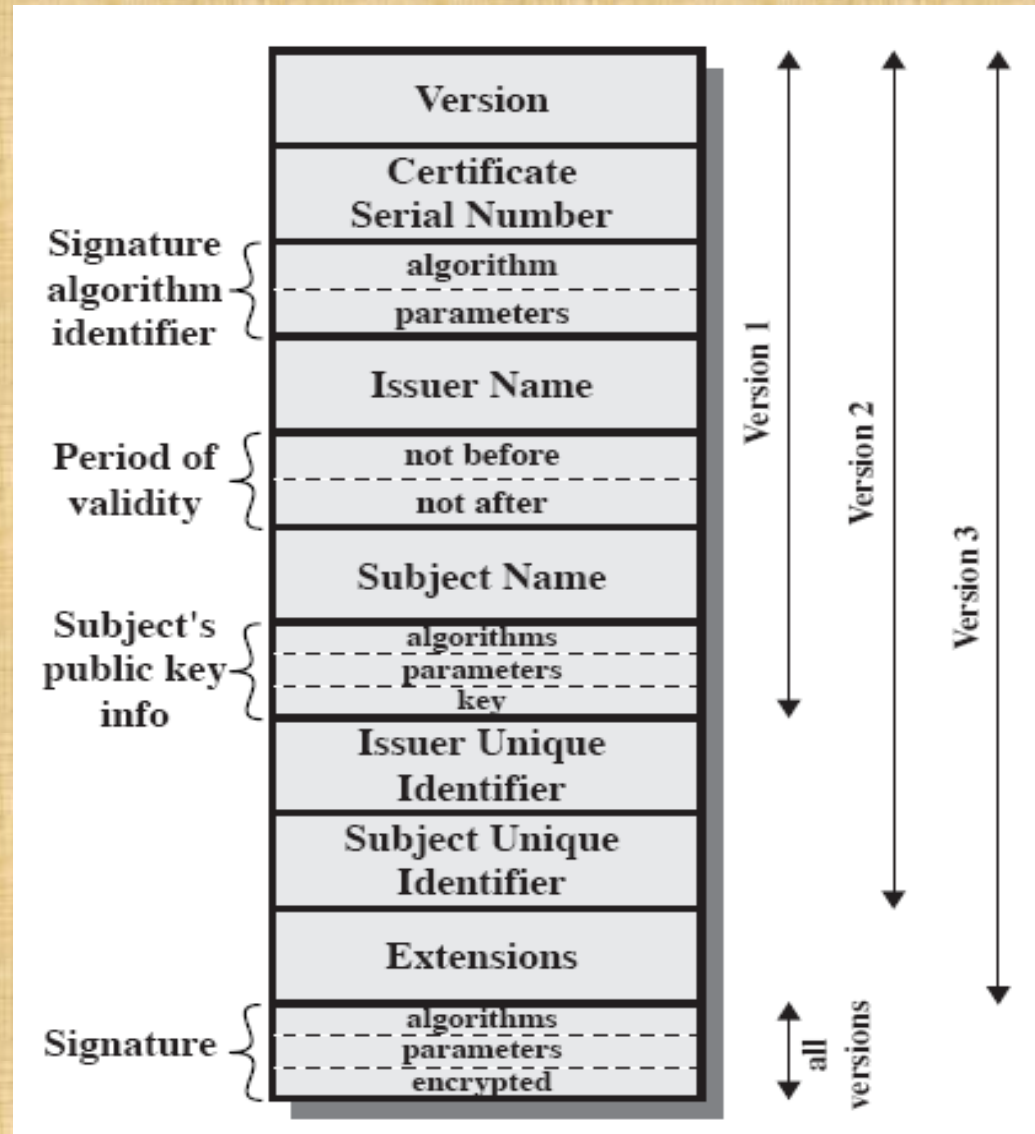 Version
Certificate
Serial Number
Signature
algorithm
identifier
algorithm
parameters
Issuer Name
Period of
validity
not before
not after
Subject Name
Subject's
public key
info
algorithms
parameters
key
Issuer Unique
Identifier
Subject Unique
Identifier
Extensions
Signature
algorithms
parameters
encrypted
Version 1
Version 2
Version 3
all
versions